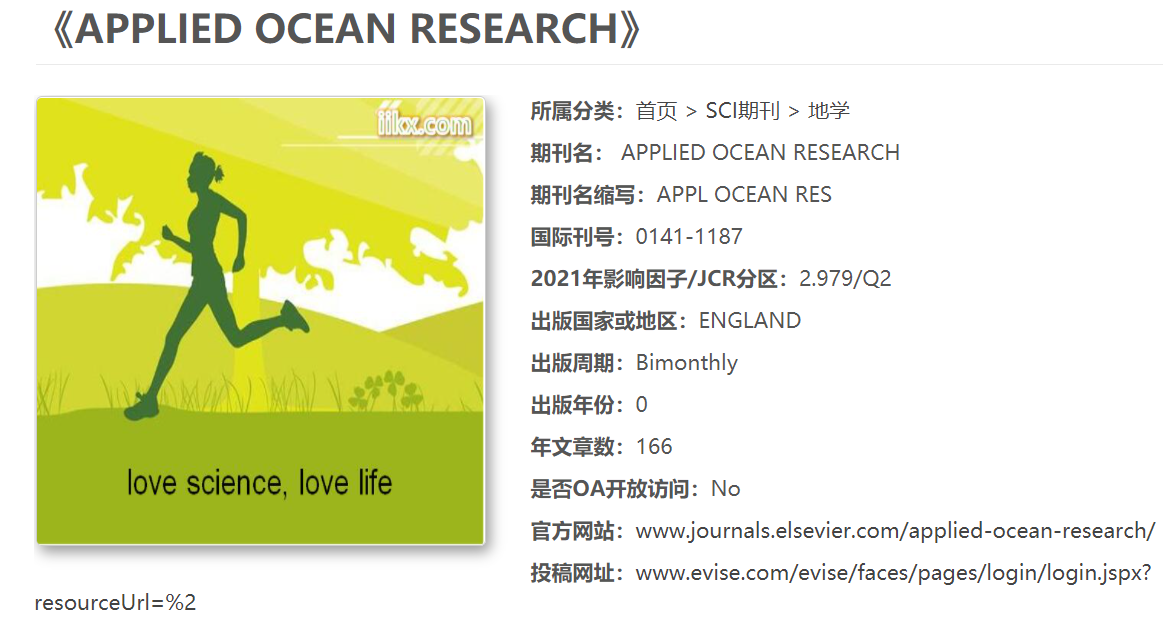 《APPLIED OCEAN RESEARCH》
iikx.com
love science, love life
所属分类：首页 > SCI期刊 > 地学
期刊名： APPLIED OCEAN RESEARCH
期刊名缩写：APPL OCEAN RES
国际刊号：0141-1187
2021年影响因子/JCR分区：2.979/Q2
出版国家或地区：ENGLAND
出版周期：Bimonthly
出版年份：0
年文章数：166
是否OA开放访问：No
官方网站：www.journals.elsevier.com/applied-ocean-research/
投稿网址：www.evise.com/evise/faces/pages/login/login.jspx?
resourceUrl=%2